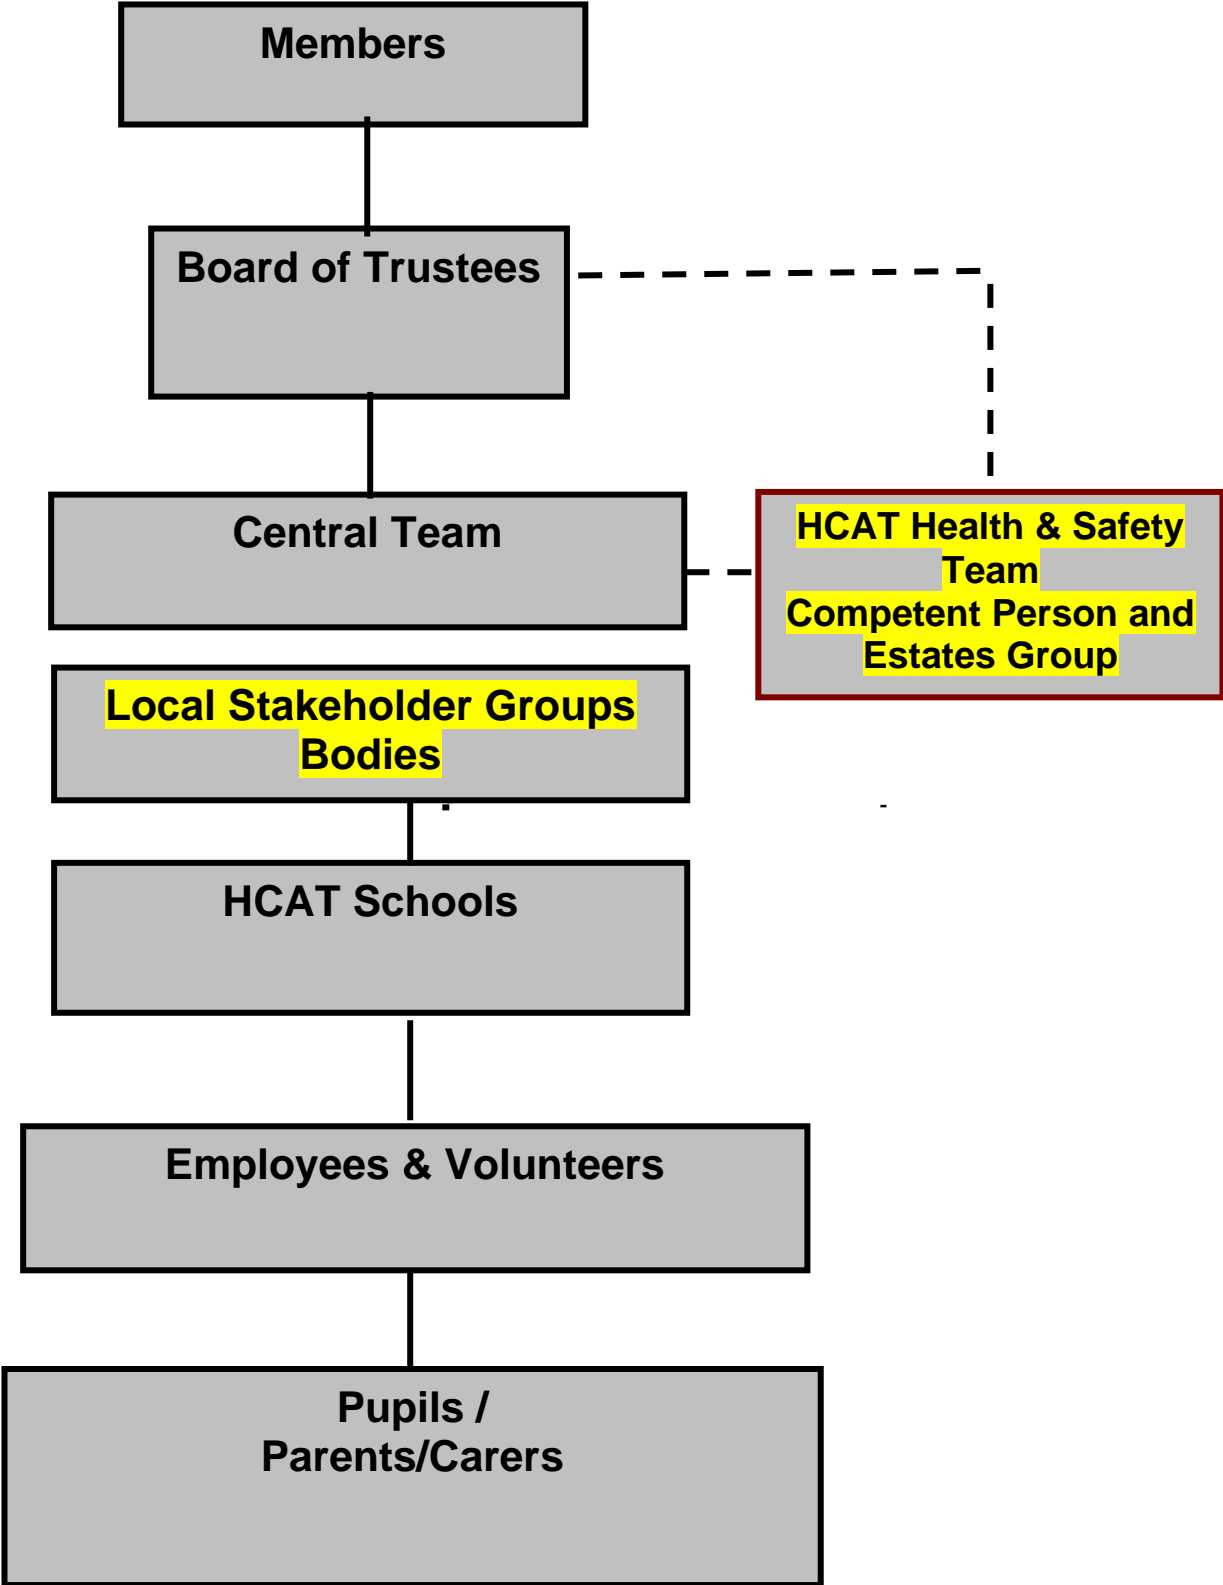 Members
Board of Trustees
Central Team
HCAT Health & Safety
Team
Competent Person and
Estates Group
Local Stakeholder Groups
Bodies
HCAT Schools
Employees & Volunteers
Pupils /
Parents/Carers